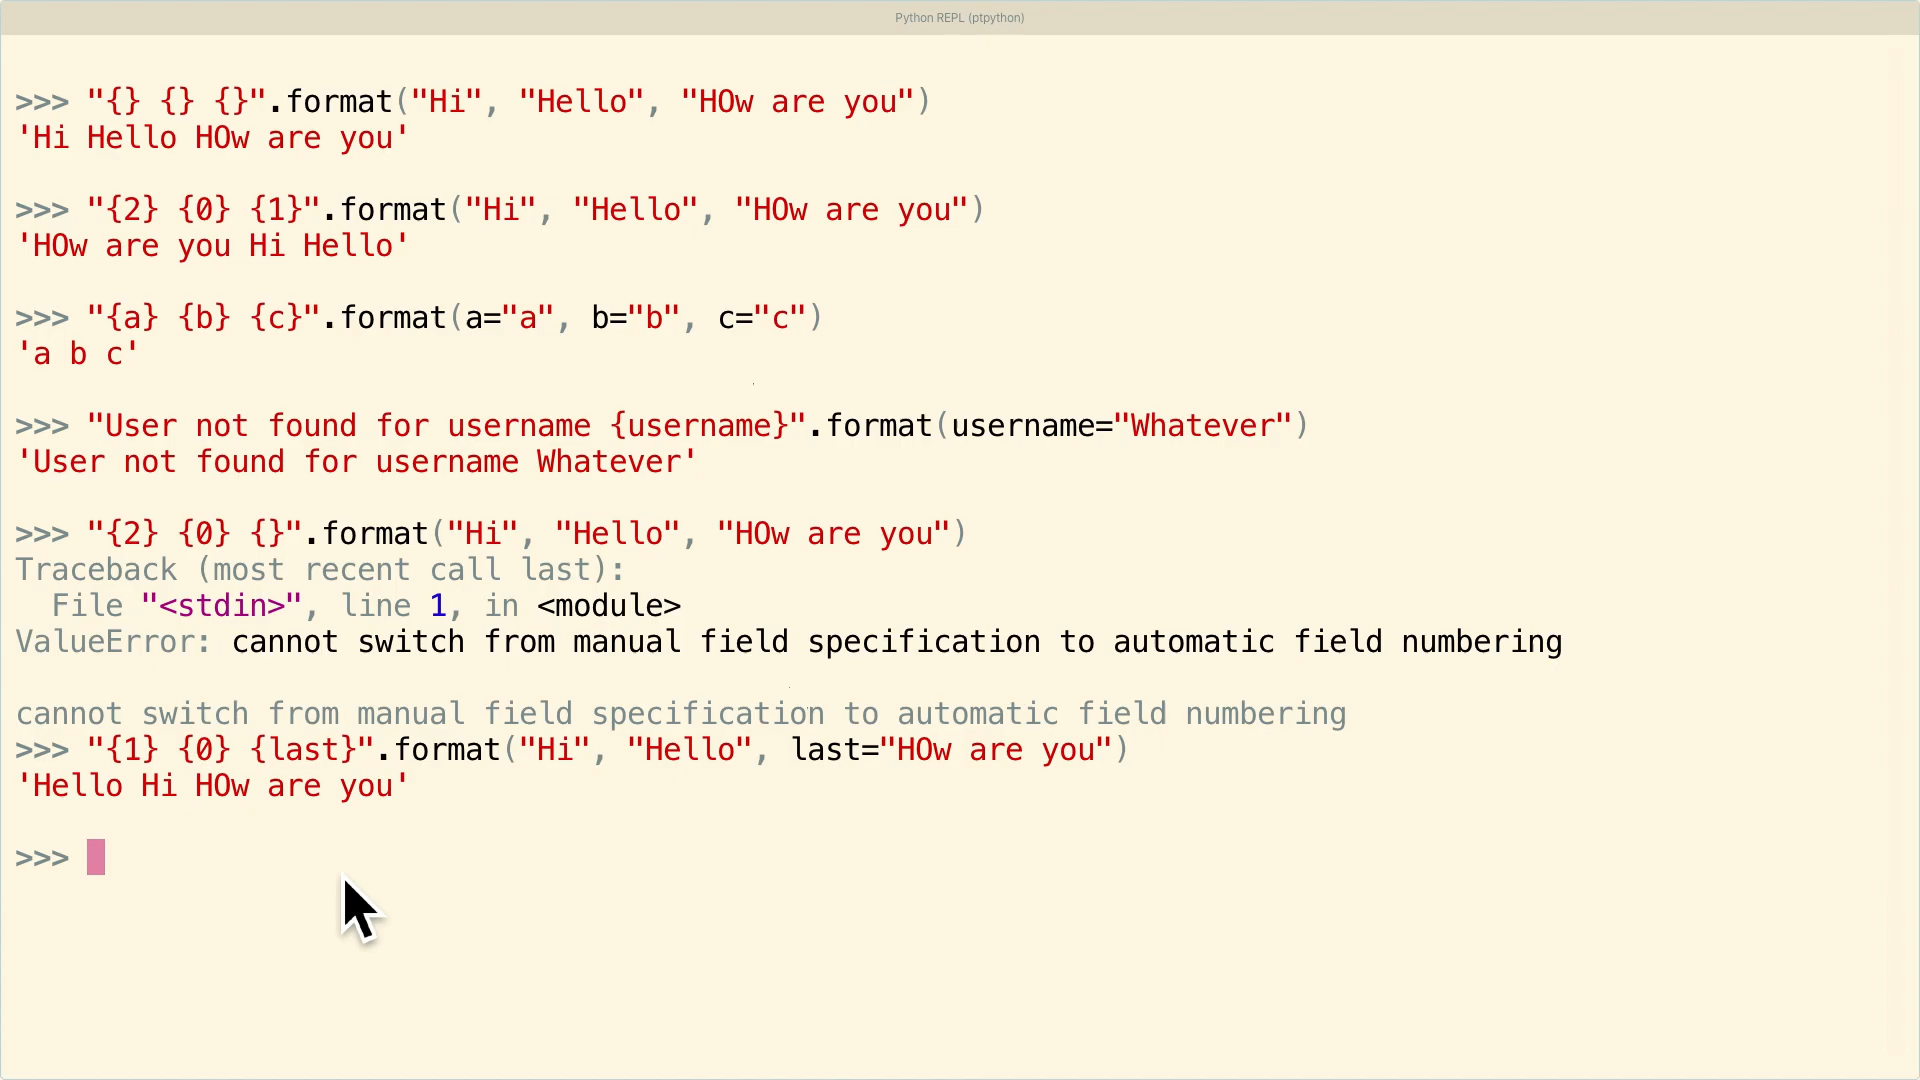 Python REPL (ptpython)
>>> "{} {} {}".format("Hi", "Hello", "HOw are you")
'Hi Hello HOw are you'
>>> "{2} {0} {1}".format("Hi", "Hello", "HOw are you")
'HOw are you Hi Hello'
>>> "{a} {b} {c}".format(a="a", b="b", c="c")
'a b c'
>>> "User not found for username {username}".format(username="Whatever")
'User not found for username Whatever'
>>> "{2} {0} {}".format("Hi", "Hello", "HOw are you")
Traceback (most recent call last):
  File "<stdin>", line 1, in <module>
ValueError: cannot switch from manual field specification to automatic field numbering
cannot switch from manual field specification to automatic field numbering
>>> "{1} {0} {last}".format("Hi", "Hello", last="HOw are you")
'Hello Hi HOw are you'
>>>